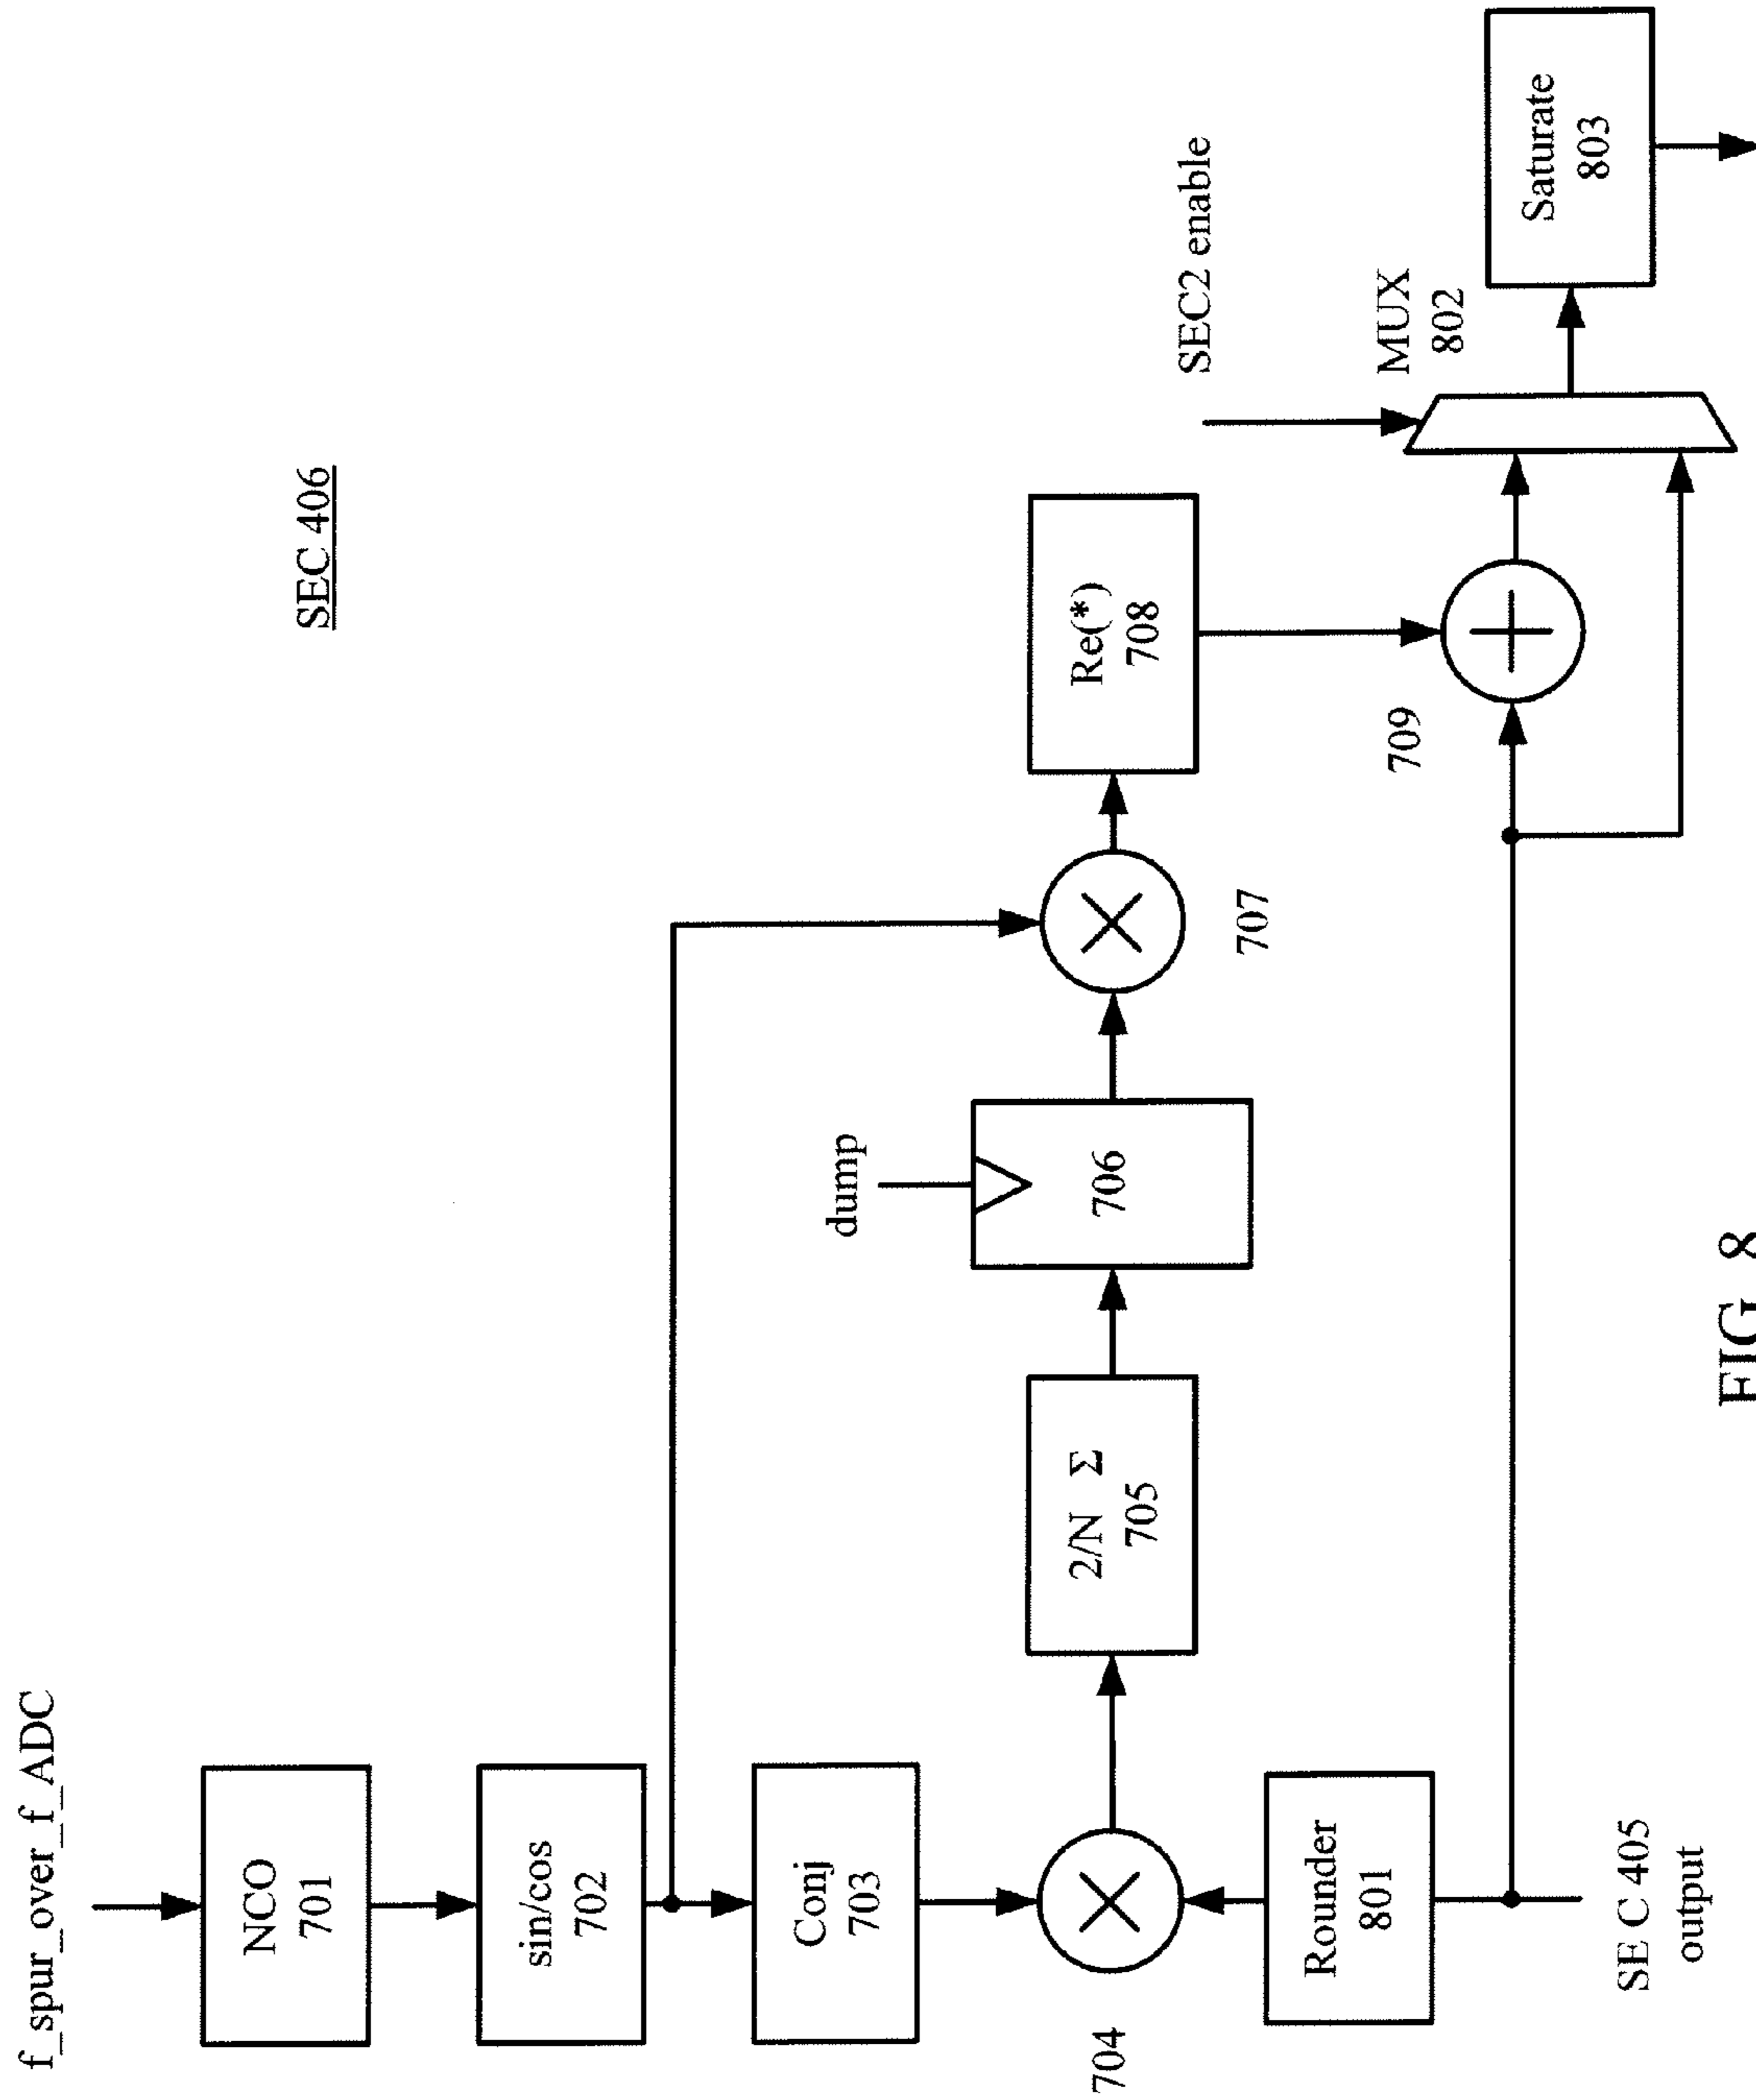 SEC 406
f_spur_over_f_ADC
NCO
701
sin/cos
702
Conj
703
704
Rounder
801
SE C 405
output
2/N Σ
705
dump
706
707
Re(*)
708
709
SEC2 enable
MUX
802
Saturate
803
FIG. 8